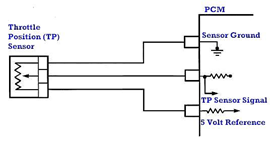 Throttle
Position (TP)
Sensor
PCM
Sensor Ground
TP Sensor Signal
5 Volt Reference